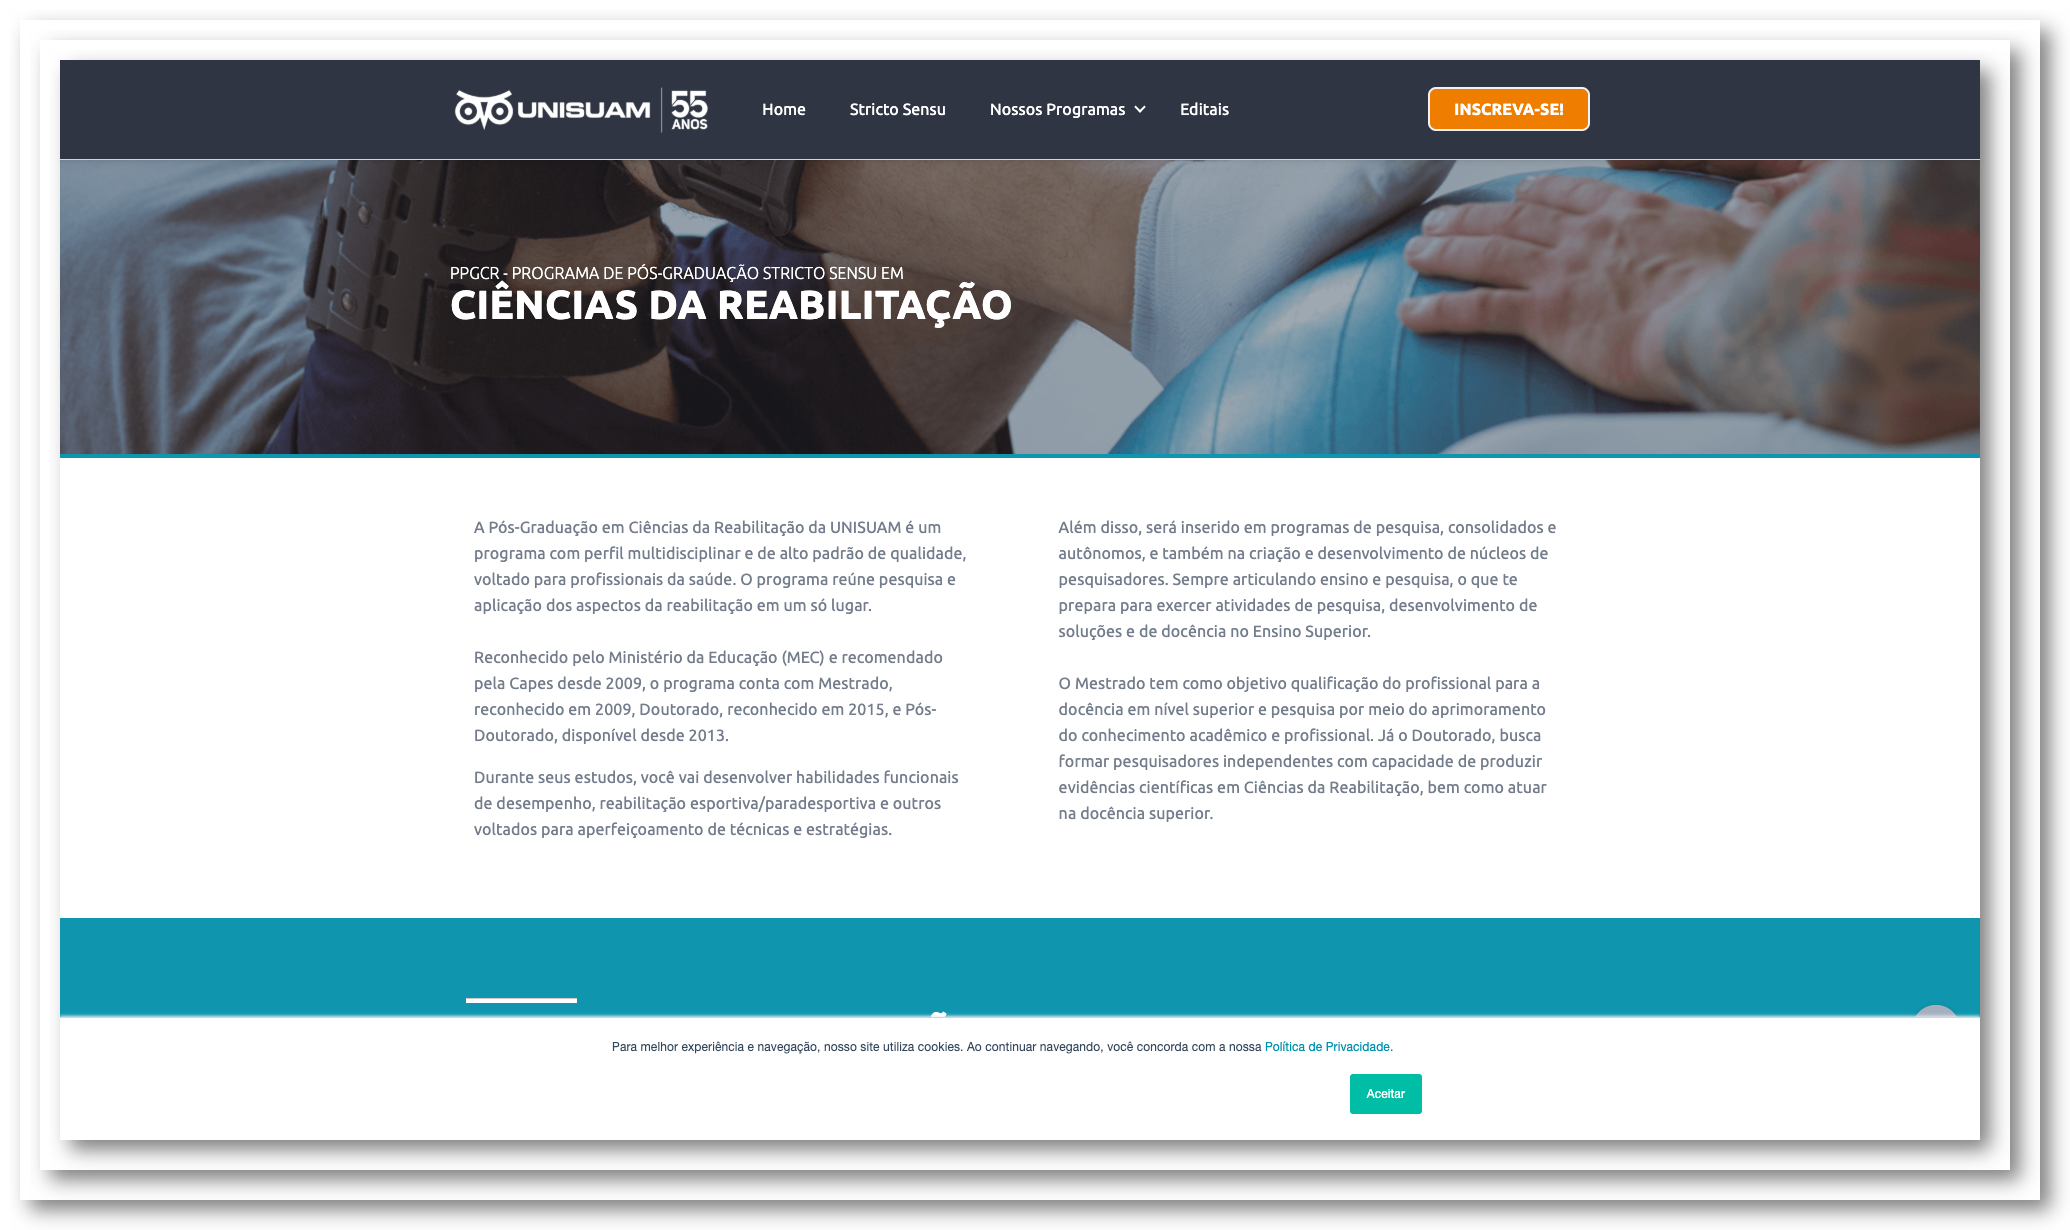 UNISUAM
55
ANOS
Home
Stricto Sensu
Nossos Programas
Editais
INSCREVA-SE!
PPGCR - PROGRAMA DE PÓS-GRADUAÇÃO STRICTO SENSU EM
CIÊNCIAS DA REABILITAÇÃO
A Pós-Graduação em Ciências da Reabilitação da UNISUAM é um
programa com perfil multidisciplinar e de alto padrão de qualidade,
voltado para profissionais da saúde. O programa reúne pesquisa e
aplicação dos aspectos da reabilitação em um só lugar.
Reconhecido pelo Ministério da Educação (MEC) e recomendado
pela Capes desde 2009, o programa conta com Mestrado,
reconhecido em 2009, Doutorado, reconhecido em 2015, e Pós-
Doutorado, disponível desde 2013.
Durante seus estudos, você vai desenvolver habilidades funcionais
de desempenho, reabilitação esportiva/paradesportiva e outros
voltados para aperfeiçoamento de técnicas e estratégias.
Além disso, será inserido em programas de pesquisa, consolidados e
autônomos, e também na criação e desenvolvimento de núcleos de
pesquisadores. Sempre articulando ensino e pesquisa, o que te
prepara para exercer atividades de pesquisa, desenvolvimento de
soluções e de docência no Ensino Superior.
O Mestrado tem como objetivo qualificação do profissional para a
docência em nível superior e pesquisa por meio do aprimoramento
do conhecimento acadêmico e profissional. Já o Doutorado, busca
formar pesquisadores independentes com capacidade de produzir
evidências científicas em Ciências da Reabilitação, bem como atuar
na docência superior.
Para melhor experiência e navegação, nosso site utiliza cookies. Ao continuar navegando, você concorda com a nossa Política de Privacidade.
Aceitar